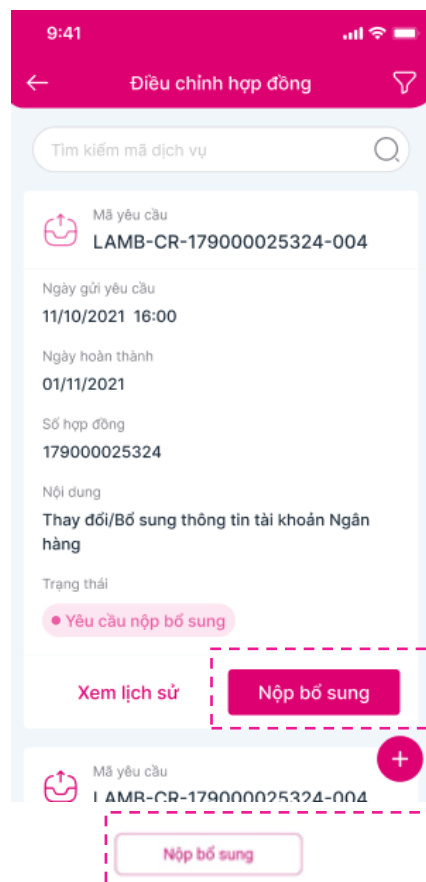 9:41
Điều chỉnh hợp đồng
Tìm kiếm mã dịch vụ
Mã yêu cầu
LAMB-CR-179000025324-004
Ngày gửi yêu cầu
11/10/2021 16:00
Ngày hoàn thành
01/11/2021
Số hợp đồng
179000025324
Nội dung
Thay đổi/Bổ sung thông tin tài khoản Ngân
hàng
Trạng thái
Yêu cầu nộp bổ sung
Xem lịch sử
Nộp bổ sung
+
Mã yêu cầu
LAMB-CR-179000025324-004
Nộp bổ sung